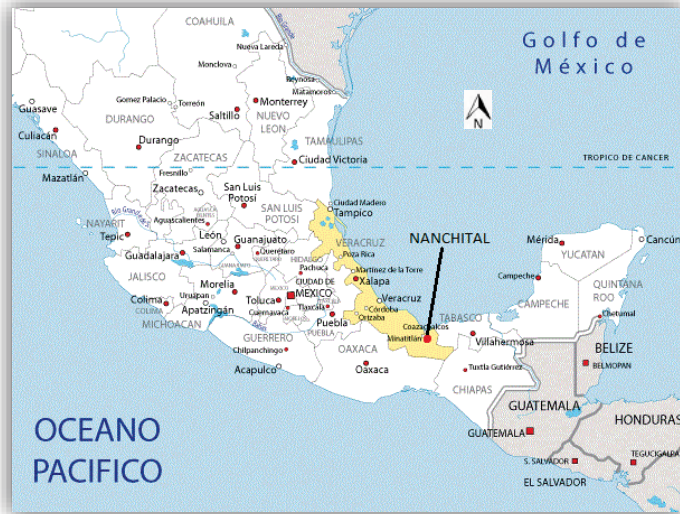 COAHUILA
Rio Grande
Golfo de
México
Nueva Laredo
Monclova
Reynosa
Matamoros
N
Guasave
Gomez Palacio
Torreón
Monterrey
Saltillo
NUEVO
LEON
Culiacán
DURANGO
Durango
SINALOA
TAMAULIPAS
ZACATECAS
Ciudad Victoria
TROPICO DE CANCER
Mazatlán
Fresnillo
Zacatecas
San Luis
Potosí
SAN LUIS
POTOSI
Ciudad Madero
Tampico
NAYARIT
Aguascalientes
Tepic
León
Guanajuato
Salamanca
Querétaro
VERACRUZ
Poza Rica
NANCHITAL
Mérida
Cancún
YUCATAN
Guadalajara
HIDALGO
Pachuca
Martínez de la Torre
Xalapa
JALISCO
Morelia
CIUDAD DE
MEXICO
Campeche
QUINTANA
ROO
Colima
COLIMA
Uruapan
Apatzingán
Toluca
Tlaxcala
Veracruz
CAMPECHE
Chetumal
Cuernavaca
Puebla
PUEBLA
Córdoba
Orizaba
TABASCO
MICHOACAN
Minatitlán
Villahermosa
GUERRERO
Chilpancingo
OAXACA
BELIZE
BELMOPAN
Acapulco
Oaxaca
Tuxtla Gutiérrez
CHIAPAS
GUATEMALA
HONDURAS
OCEANO
PACIFICO
GUATEMALA
TEGUCIGALPA
S. SALVADOR
EL SALVADOR